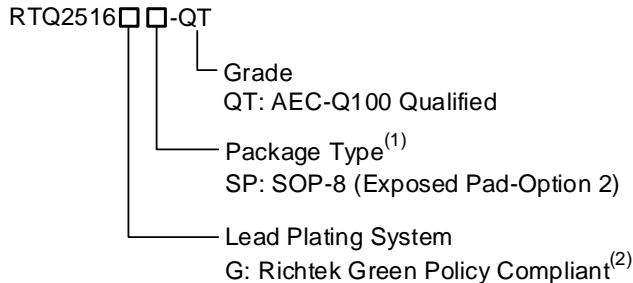 RTQ2516□□-QT
Grade
QT: AEC-Q100 Qualified
Package Type(1)
SP: SOP-8 (Exposed Pad-Option 2)
Lead Plating System
G: Richtek Green Policy Compliant(2)